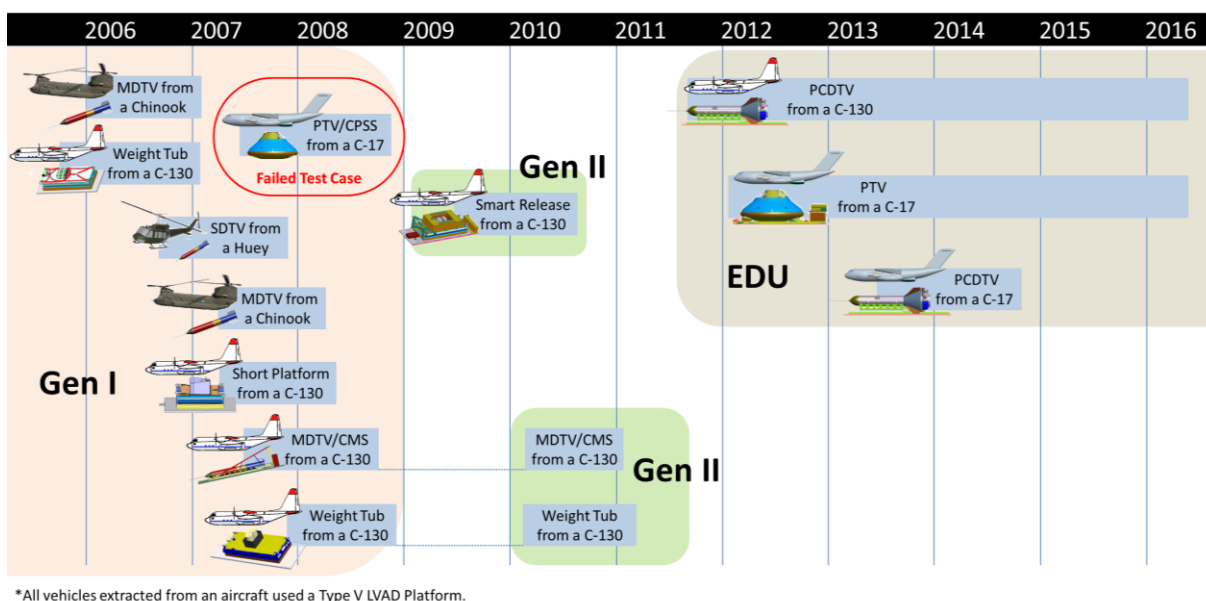 2006 2007 2008 2009 2010 2011 2012 2013 2014 2015 2016
MDTV from
a Chinook
Weight Tub
from a C-130
PTV/CPSS
from a C-17
Failed Test Case
SDTV from
a Huey
MDTV from
a Chinook
Gen I
Short Platform
from a C-130
MDTV/CMS
from a C-130
Weight Tub
from a C-130
Gen II
Smart Release
from a C-130
MDTV/CMS
from a C-130
Gen II
Weight Tub
from a C-130
PCDTV
from a C-130
PTV
from a C-17
EDU
PCDTV
from a C-17
*All vehicles extracted from an aircraft used a Type V LVAD Platform.